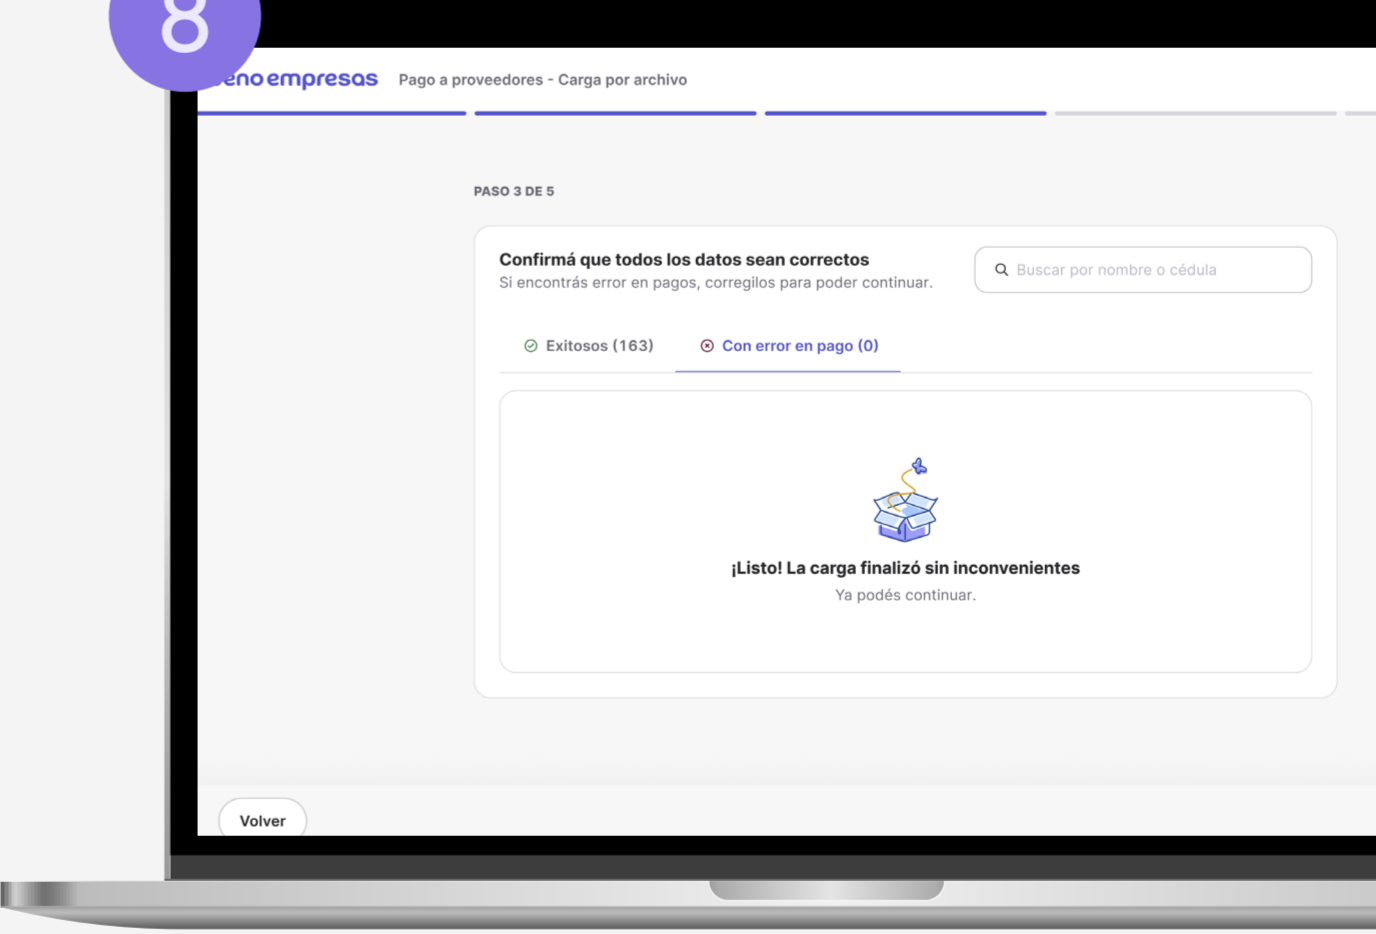 8
eno empresas Pago a proveedores - Carga por archivo
PASO 3 DE 5
Confirmá que todos los datos sean correctos
Si encontrás error en pagos, corregilos para poder continuar.
Buscar por nombre o cédula
Exitosos (163) Con error en pago (0)
¡Listo! La carga finalizó sin inconvenientes
Ya podés continuar.
Volver